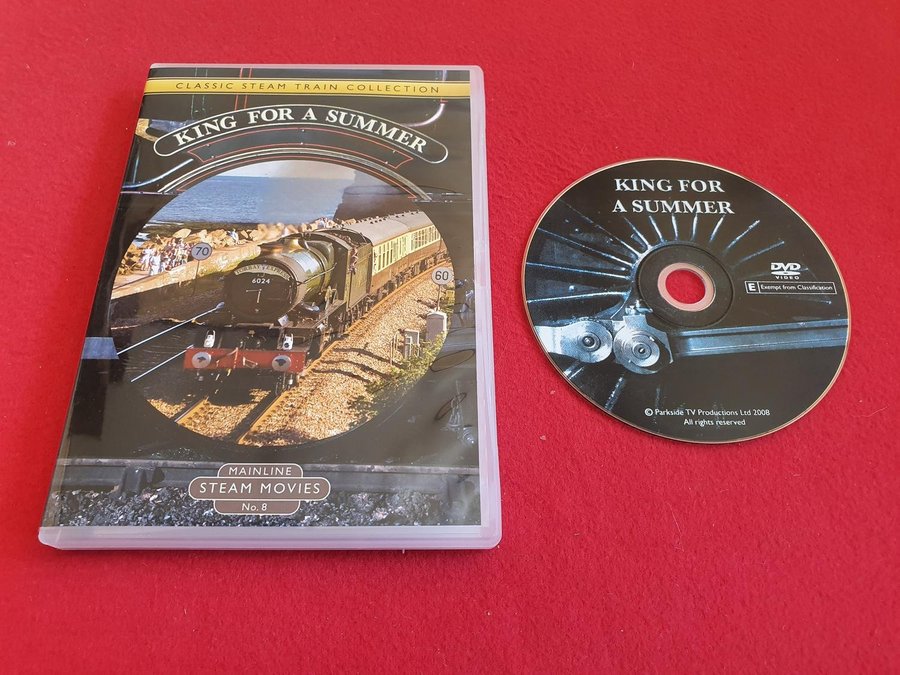 CLASSIC STEAM TRAIN COLLECTION
KING FOR A SUMMER
70
6024
60
MAINLINE
STEAM MOVIES
No. 8
KING FOR
A SUMMER
DVD
VIDEO
E Exempt from Classification
© Parkside TV Productions Ltd 2008
All rights reserved